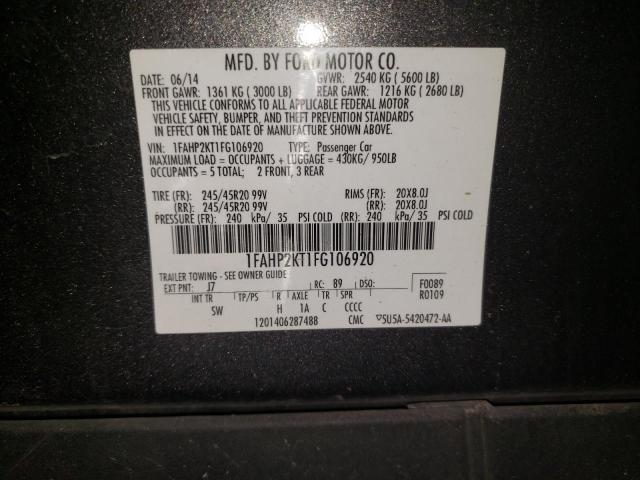 MFD. BY FORD MOTOR CO.
DATE: 06/14 GVWR: 2540 KG ( 5600 LB)
FRONT GAWR: 1361 KG ( 3000 LB) REAR GAWR: 1216 KG ( 2680 LB)
THIS VEHICLE CONFORMS TO ALL APPLICABLE FEDERAL MOTOR
VEHICLE SAFETY, BUMPER, AND THEFT PREVENTION STANDARDS
IN EFFECT ON THE DATE OF MANUFACTURE SHOWN ABOVE.
VIN: 1FAHP2KT1FG106920 TYPE: Passenger Car
MAXIMUM LOAD = OCCUPANTS + LUGGAGE = 430KG/ 950LB
OCCUPANTS = 5 TOTAL; 2 FRONT, 3 REAR
TIRE (FR): 245/45R20 99V RIMS (FR): 20X8.0J
(RR): 245/45R20 99V (RR): 20X8.0J
PRESSURE (FR): 240 kPa/ 35 PSI COLD (RR): 240 kPa/ 35 PSI COLD
1FAHP2KT1FG106920
TRAILER TOWING - SEE OWNER GUIDE
EXT PNT: J7 RC: 89 DSO: F0089
INT TR TP/PS R AXLE TR SPR R0109
5W H 1A C CCCC
1201406287488 CMC ▽5U5A-5420472-AA